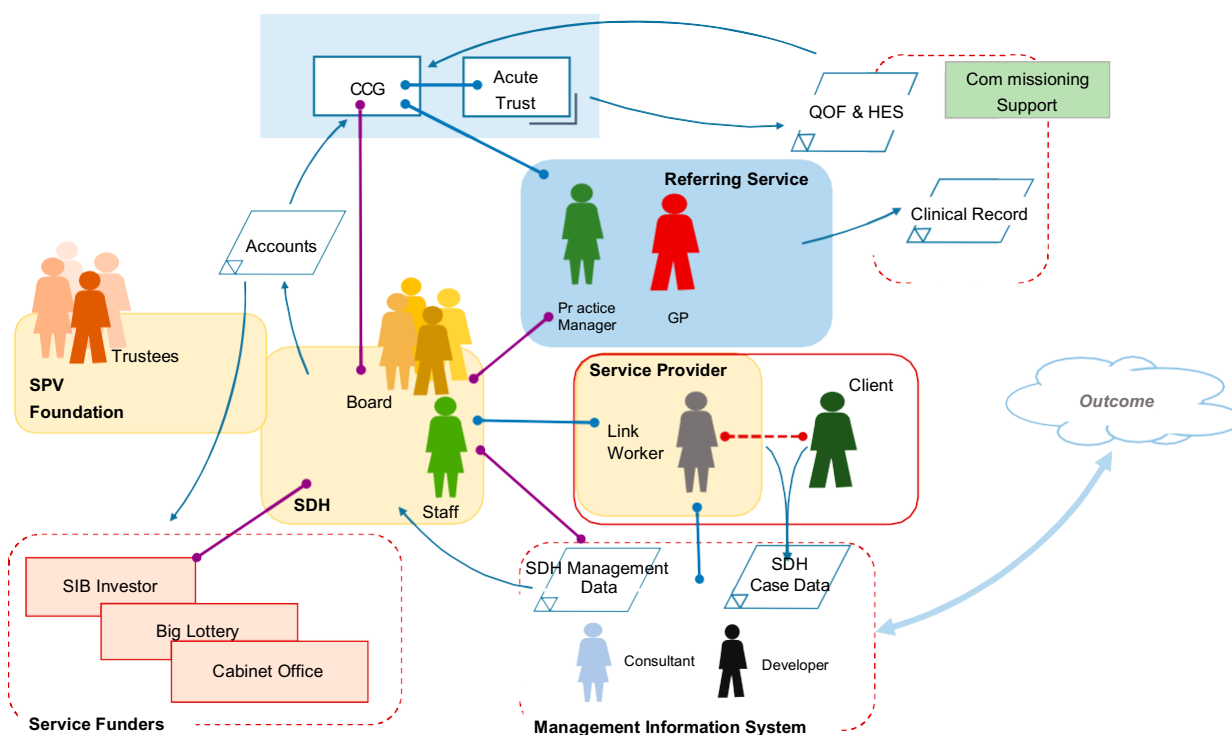 CCG
Acute
Trust
QOF & HES
Com missioning
Support
Referring Service
Clinical Record
Accounts
Pr actice
Manager
GP
Trustees
SPV
Foundation
Board
Service Provider
Client
Link
Worker
Outcome
SDH
Staff
SDH Management
Data
SDH
Case Data
SIB Investor
Big Lottery
Cabinet Office
Consultant
Developer
Service Funders
Management Information System